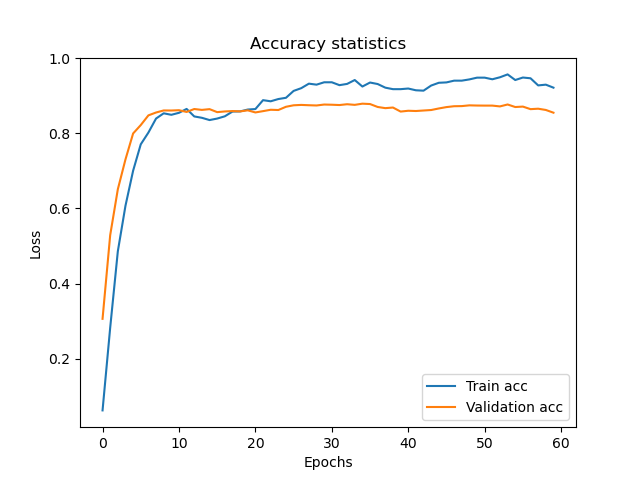 Accuracy statistics
1.0
0.8
0.6
0.4
0.2
Loss
0 10 20 30 40 50 60
Epochs
Train acc
Validation acc